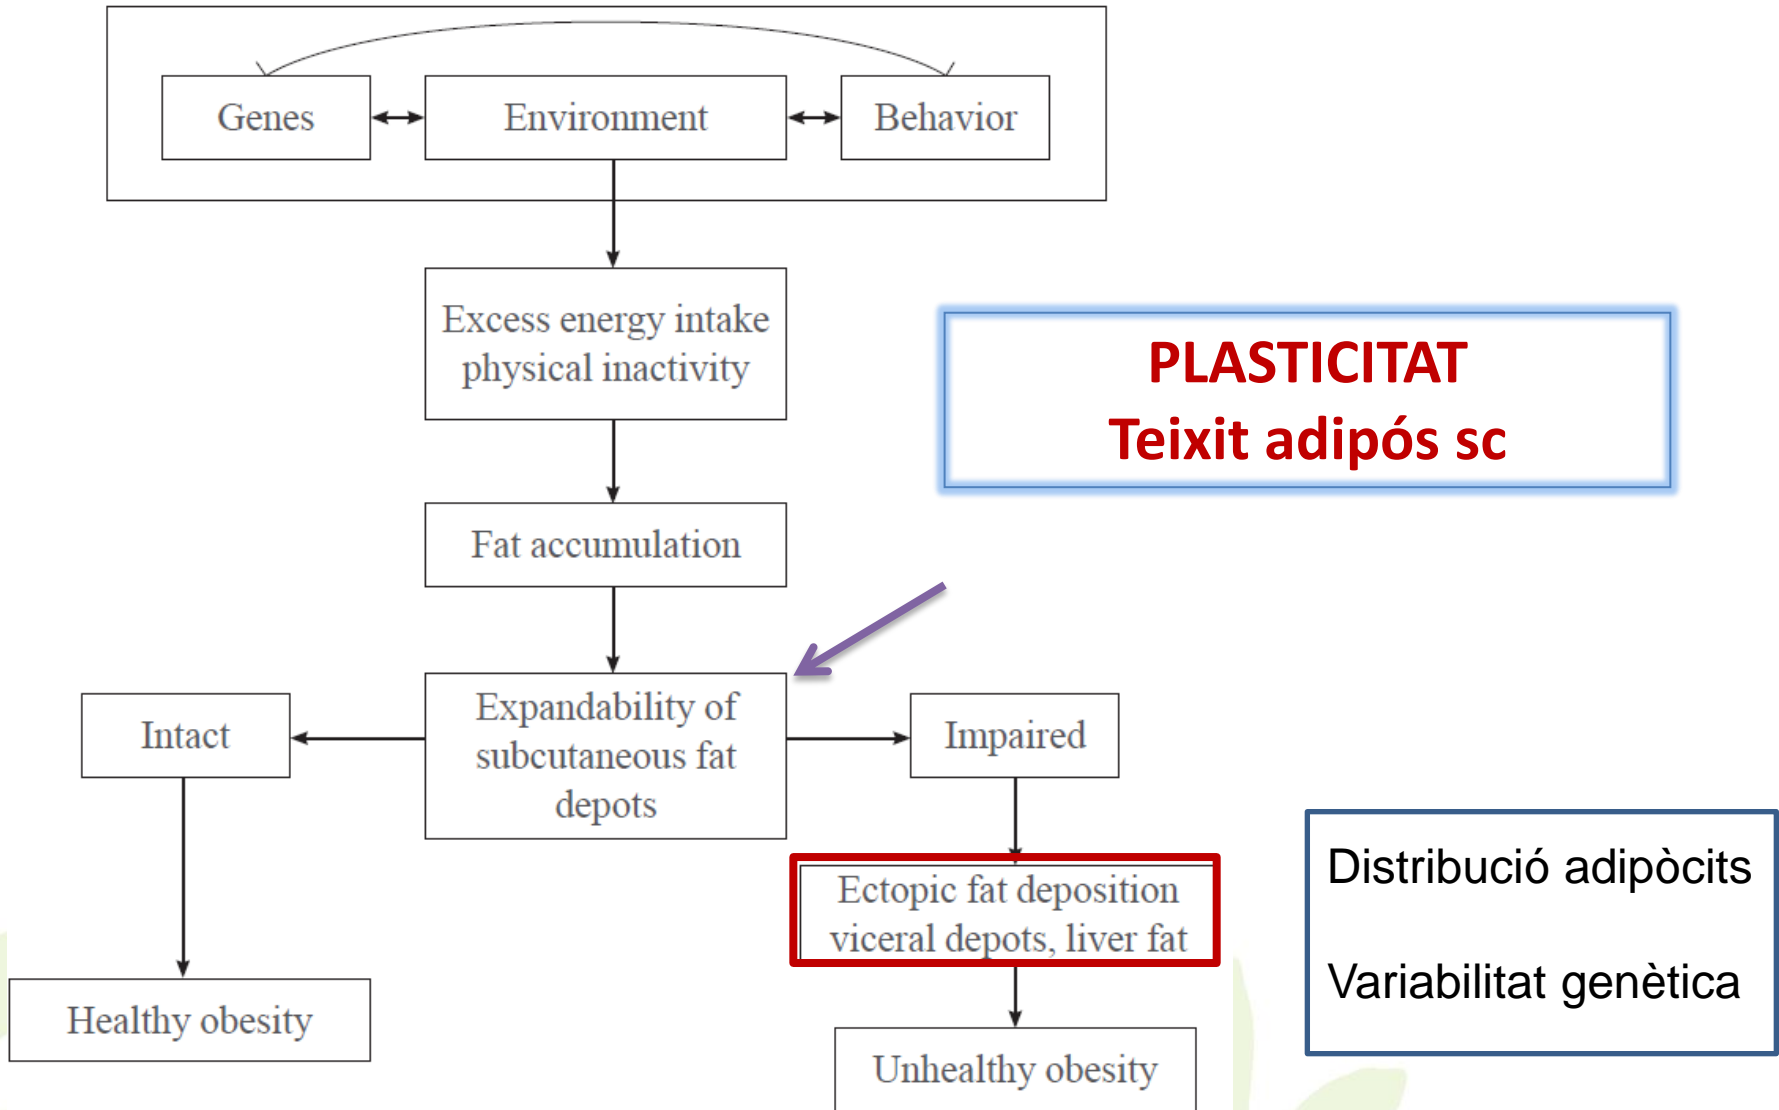 Genes
Environment
Behavior
Excess energy intake
physical inactivity
PLASTICITAT
Teixit adipós sc
Fat accumulation
Expandability of
subcutaneous fat
depots
Intact
Impaired
Ectopic fat deposition
viceral depots, liver fat
Distribució adipòcits
Variabilitat genètica
Healthy obesity
Unhealthy obesity